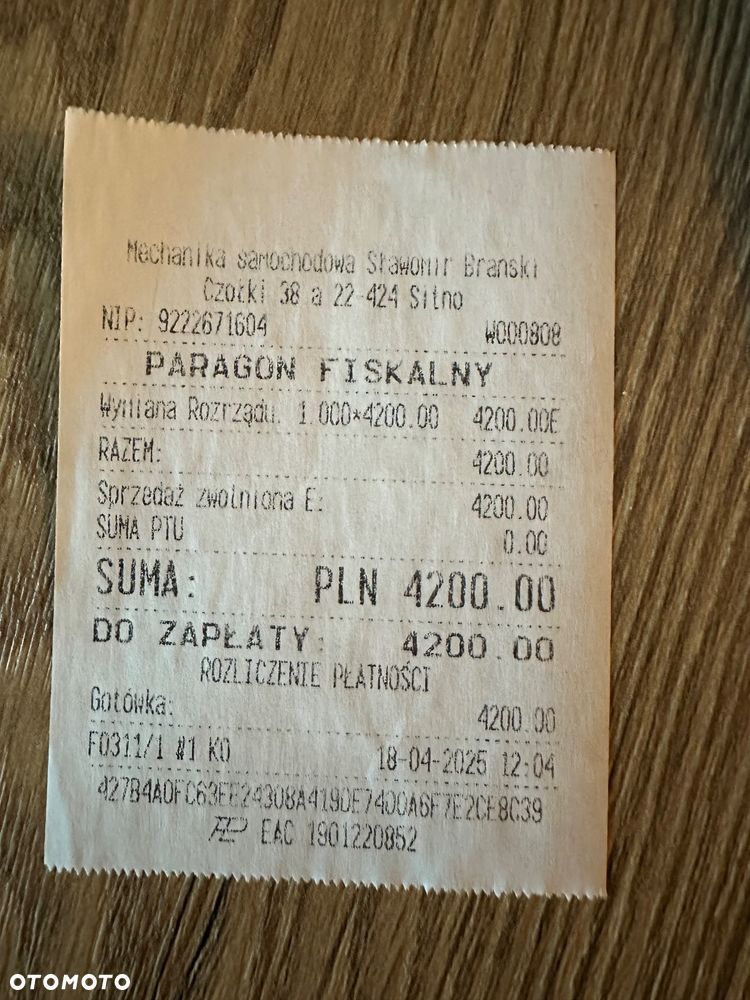 Mechanika samochodowa Sławomir Brański
Czołki 38 a 22-424 Sitno
NIP: 9222671604 W000808
PARAGON FISKALNY
Wymiana Rozrządu. 1.000*4200.00 4200.00E
RAZEM: 4200.00
Sprzedaż zwolniona E: 4200.00
SUMA PTU 0.00
SUMA: PLN 4200.00
DO ZAPŁATY: 4200.00
ROZLICZENIE PŁATNOŚCI
Gotówka: 4200.00
F0311/1 #1 KO 18-04-2025 12:04
EAC 1901220852
OTOMOTO